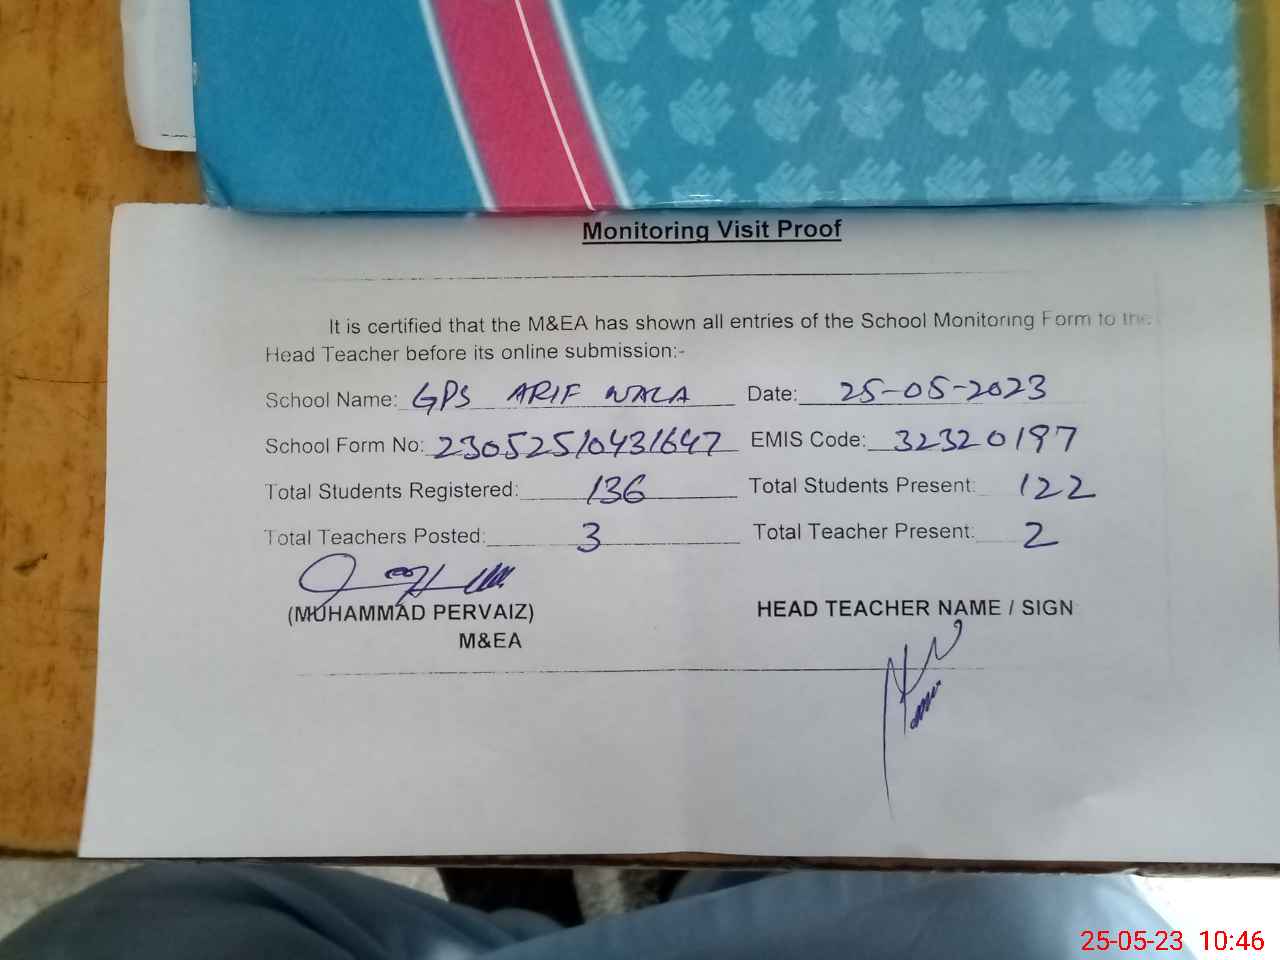 Monitoring Visit Proof
It is certified that the M&EA has shown all entries of the School Monitoring Form to the
Head Teacher before its online submission:-
School Name: GPS ARIF WALA Date: 25-05-2023
School Form No: 23052510431647 EMIS Code: 32320197
Total Students Registered: 136 Total Students Present: 122
Total Teachers Posted: 3 Total Teacher Present: 2
(MUHAMMAD PERVAIZ) HEAD TEACHER NAME / SIGN
M&EA
25-05-23 10:46